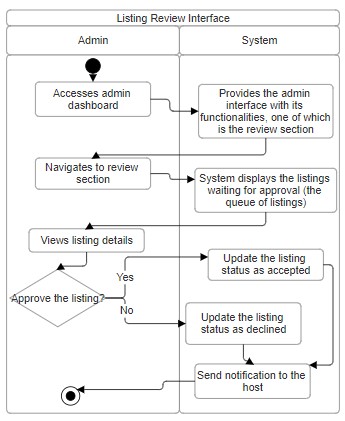 Listing Review Interface
Admin
System
Accesses admin
dashboard
Provides the admin
interface with its
functionalities, one of which
is the review section
Navigates to review
section
System displays the listings
waiting for approval (the
queue of listings)
Views listing details
Approve the listing?
Yes
No
Update the listing
status as accepted
Update the listing
status as declined
Send notification to the
host